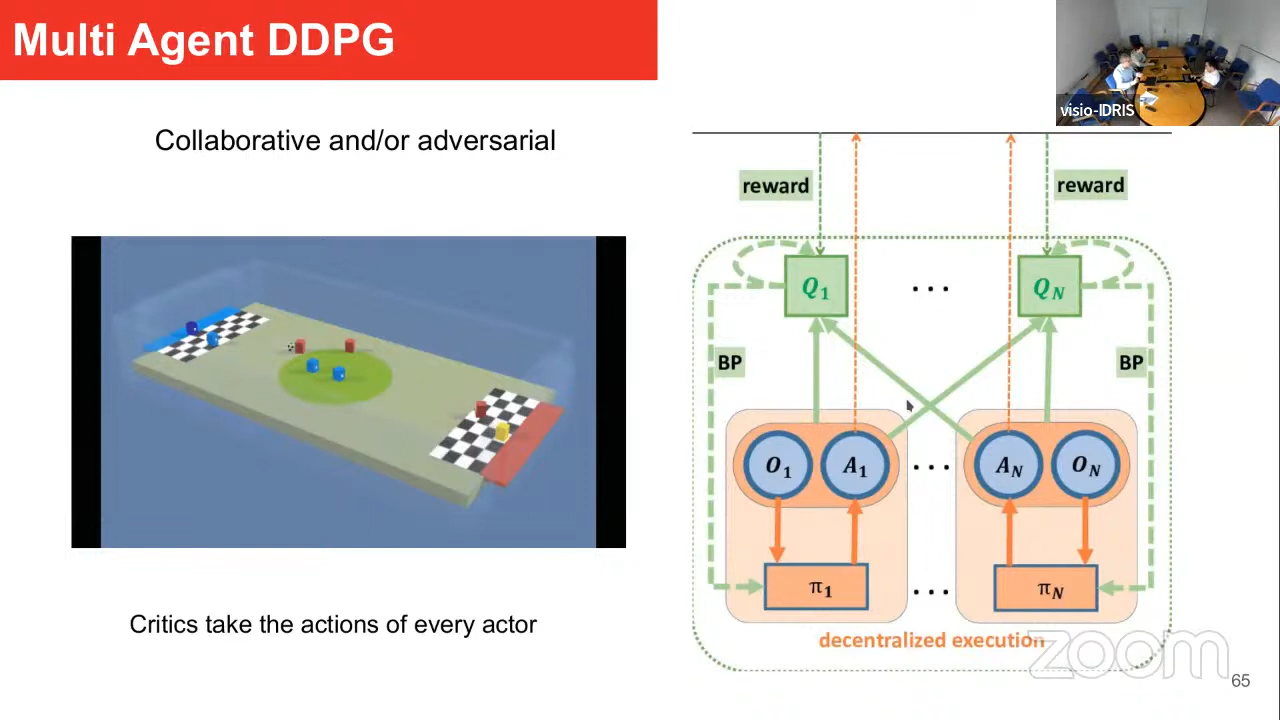 Multi Agent DDPG
visio-IDRIS
Collaborative and/or adversarial
reward
reward
Q1
...
QN
BP
BP
O1
A1
...
AN
ON
π1
...
πN
Critics take the actions of every actor
decentralized execution
zoom
65